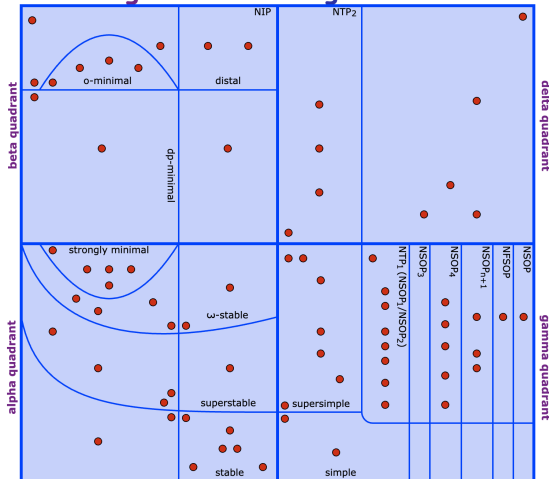 NIP
NTP₂
o-minimal
distal
beta quadrant
dp-minimal
delta quadrant
strongly minimal
ω-stable
superstable
stable
alpha quadrant
supersimple
simple
NTP₁ (NSOP₁/NSOP₂)
NSOP₃
NSOP₄
NSOPₙ₊₁
NFSOP
NSOP
gamma quadrant